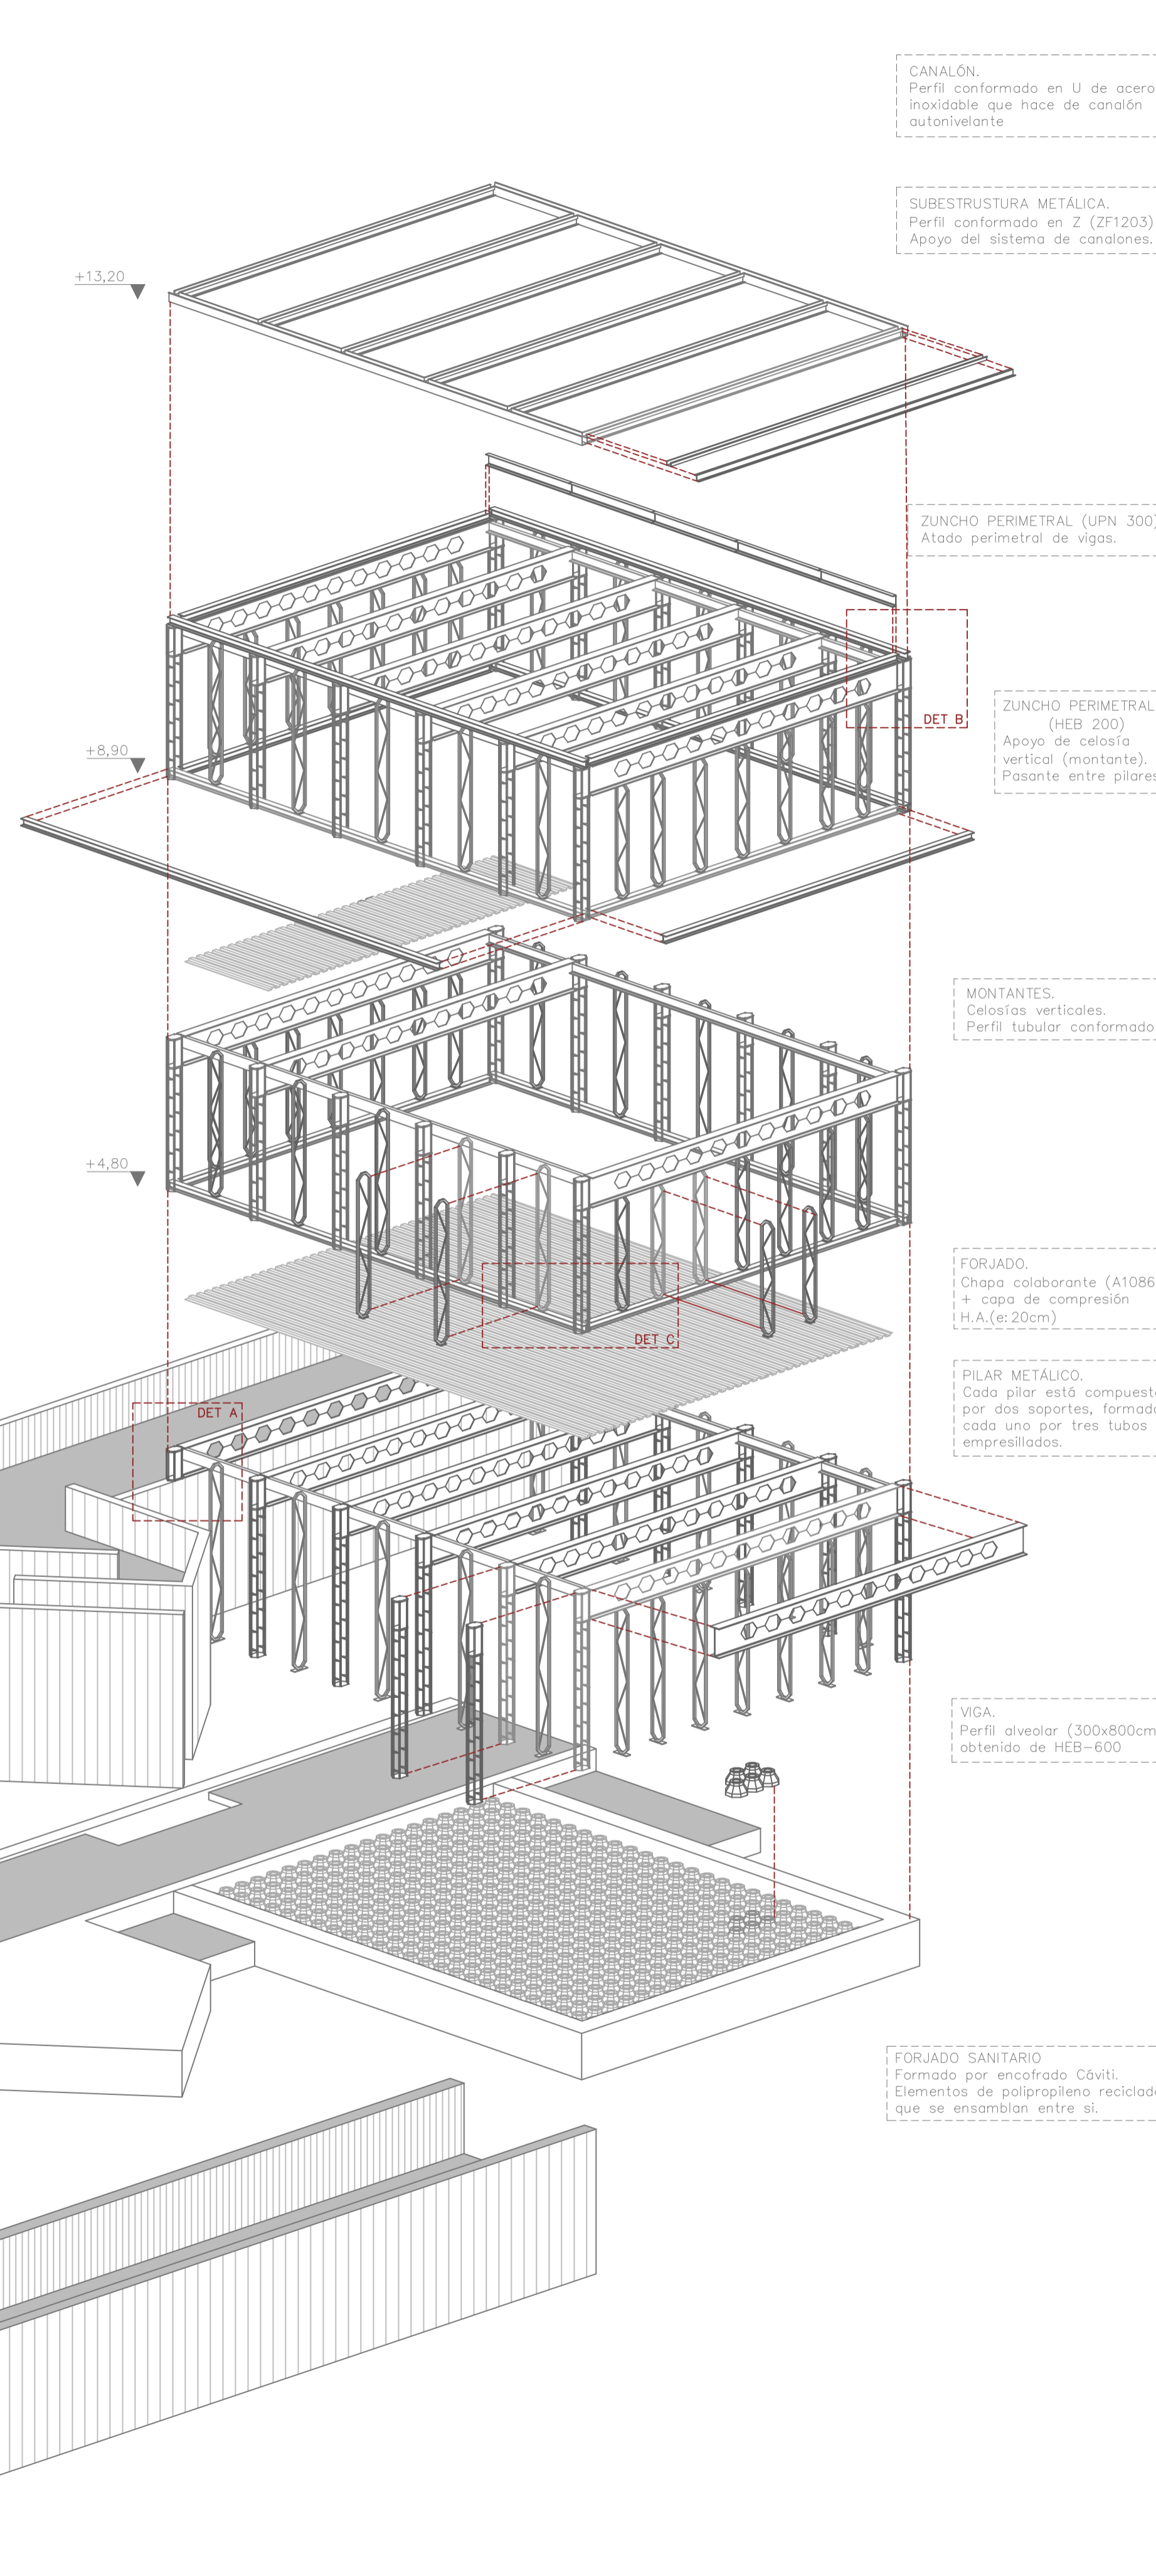 CANALÓN.
Perfil conformado en U de acero
inoxidable que hace de canalón
autonivelante
SUBESTRUSTURA METÁLICA.
Perfil conformado en Z (ZF1203)
Apoyo del sistema de canalones.
+13,20
ZUNCHO PERIMETRAL (UPN 300)
Atado perimetral de vigas.
DET B
ZUNCHO PERIMETRAL
(HEB 200)
Apoyo de celosía
vertical (montante).
Pasante entre pilares
+8,90
MONTANTES.
Celosías verticales.
Perfil tubular conformado
+4,80
FORJADO.
Chapa colaborante (A1086
+ capa de compresión
H.A.(e:20cm)
DET C
PILAR METÁLICO.
Cada pilar está compuest
por dos soportes, formad
cada uno por tres tubos
empresillados.
DET A
VIGA.
Perfil alveolar (300x800cm
obtenido de HEB-600
FORJADO SANITARIO
Formado por encofrado Cáviti.
Elementos de polipropileno reciclad
que se ensamblan entre si.